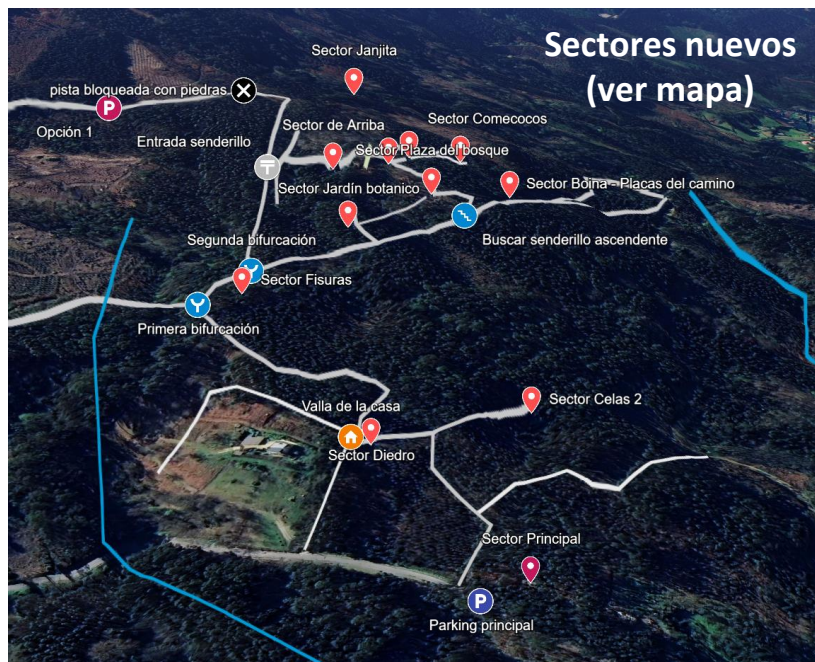 Sectores nuevos
(ver mapa)
Sector Janjita
pista bloqueada con piedras
P
Opción 1
Sector Comecocos
Sector de Arriba
Entrada senderillo
Sector Plaza del bosque
Sector Jardín botanico
Sector Boina - Placas del camino
Segunda bifurcación
Buscar senderillo ascendente
Sector Fisuras
Primera bifurcación
Sector Celas 2
Valla de la casa
Sector Diedro
Sector Principal
P
Parking principal